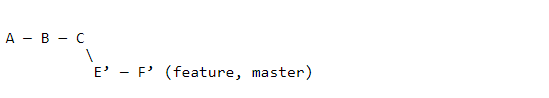 A – B – C
\
E’ – F’ (feature, master)